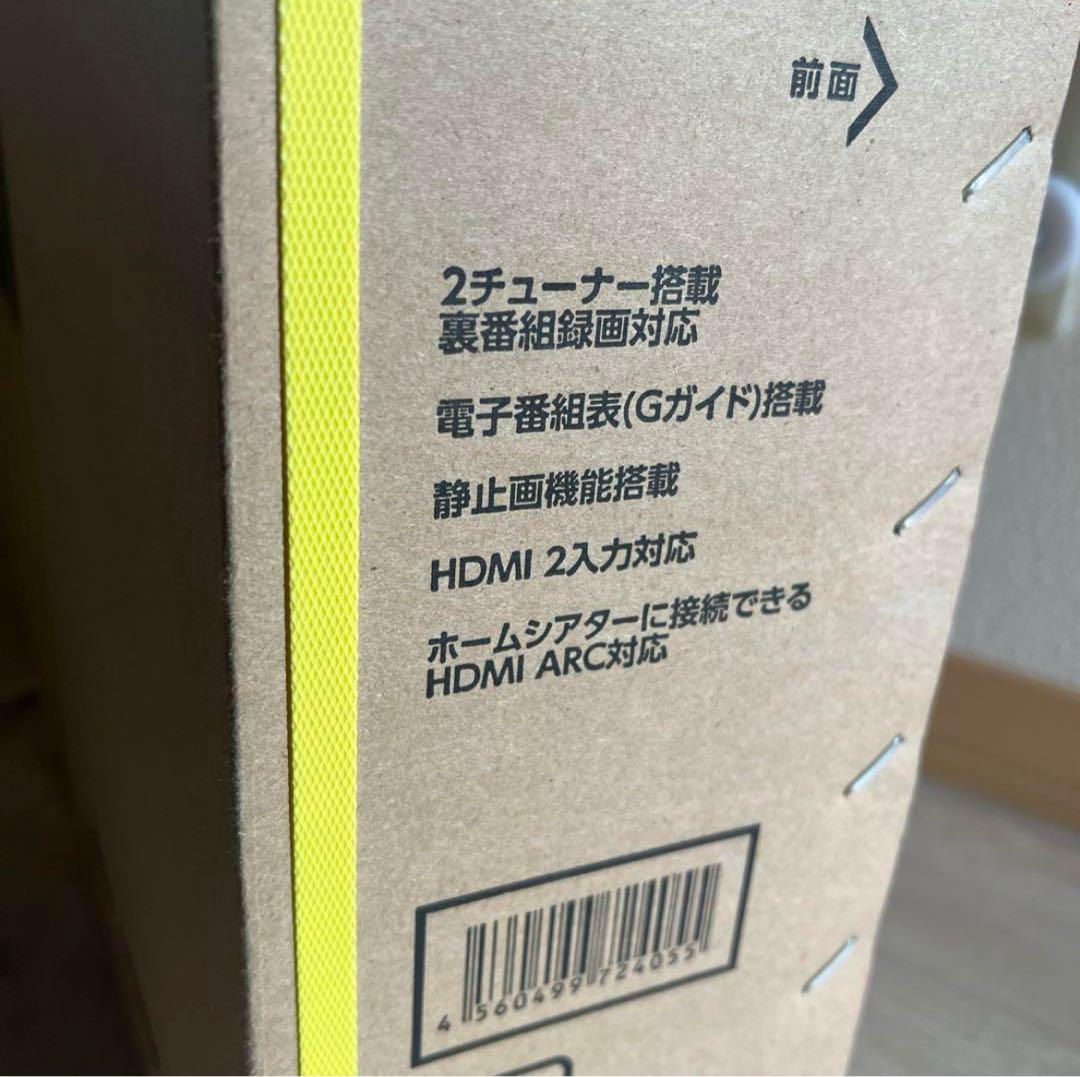 前面
2チューナー搭載
裏番組録画対応
電子番組表(Gガイド)搭載
静止画機能搭載
HDMI 2入力対応
ホームシアターに接続できる
HDMI ARC対応
4 560499 724055